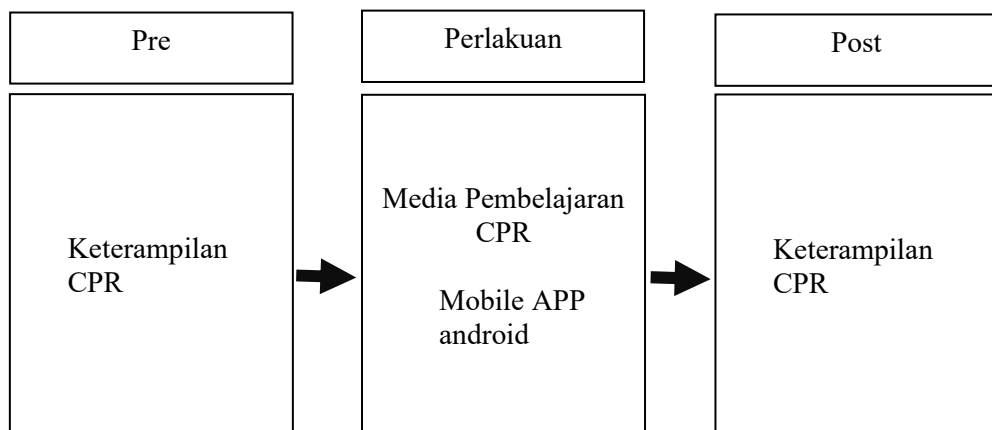 Pre
Perlakuan
Post
Keterampilan
CPR
Media Pembelajaran
CPR
Mobile APP
android
Keterampilan
CPR